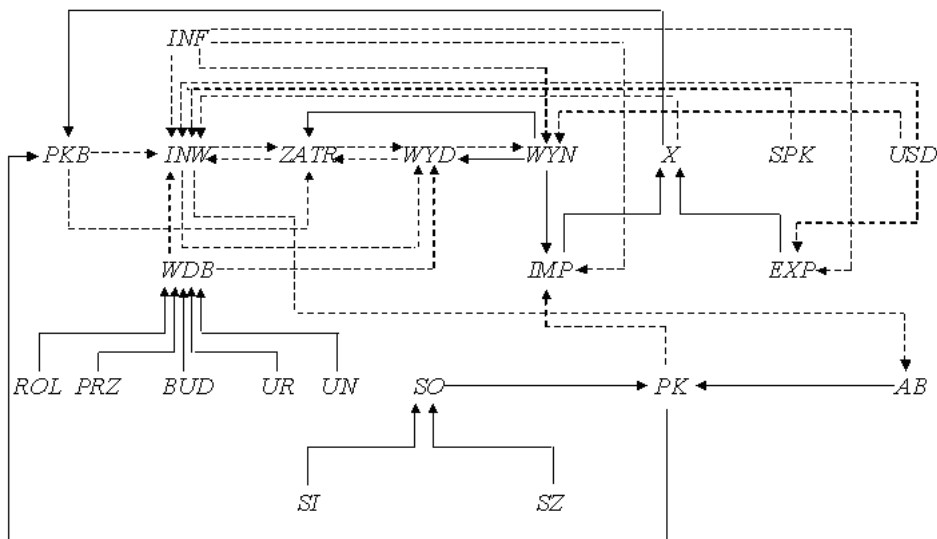 INF
PKB INW ZATR WYD WYN X SPK USD
WDB IMP EXP
ROL PRZ BUD UR UN SO PK AB
SI SZ